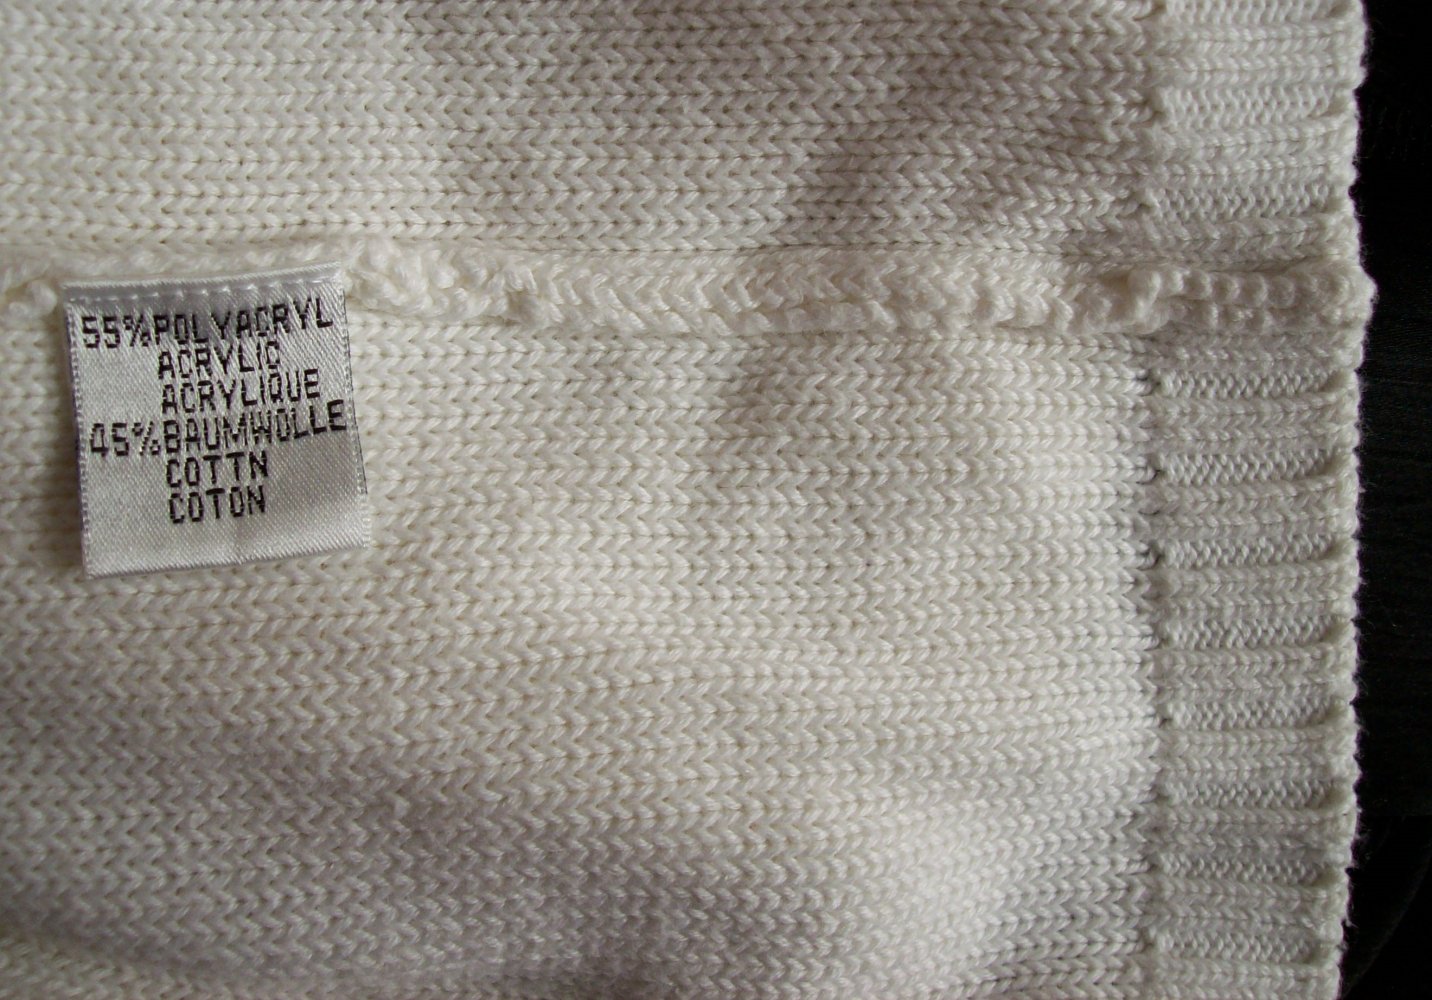 55%POLYACRYL
ACRYLIC
ACRYLIQUE
45%BAUMWOLLE
COTTN
COTON